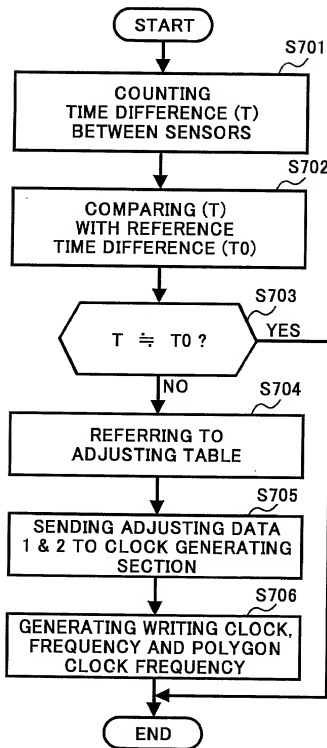 START
S701
COUNTING
TIME DIFFERENCE (T)
BETWEEN SENSORS
S702
COMPARING (T)
WITH REFERENCE
TIME DIFFERENCE (T0)
S703
T ≒ T0 ?
YES
NO
S704
REFERRING TO
ADJUSTING TABLE
S705
SENDING ADJUSTING DATA
1 & 2 TO CLOCK GENERATING
SECTION
S706
GENERATING WRITING CLOCK,
FREQUENCY AND POLYGON
CLOCK FREQUENCY
END